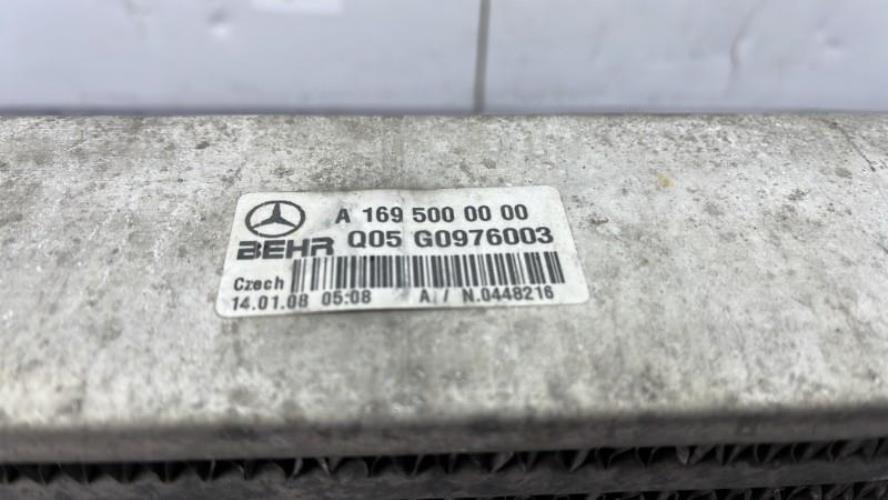 A 169 500 00 00
BEHR Q05 G0976003
Czech
14.01.08 05:08 A / N.0448216